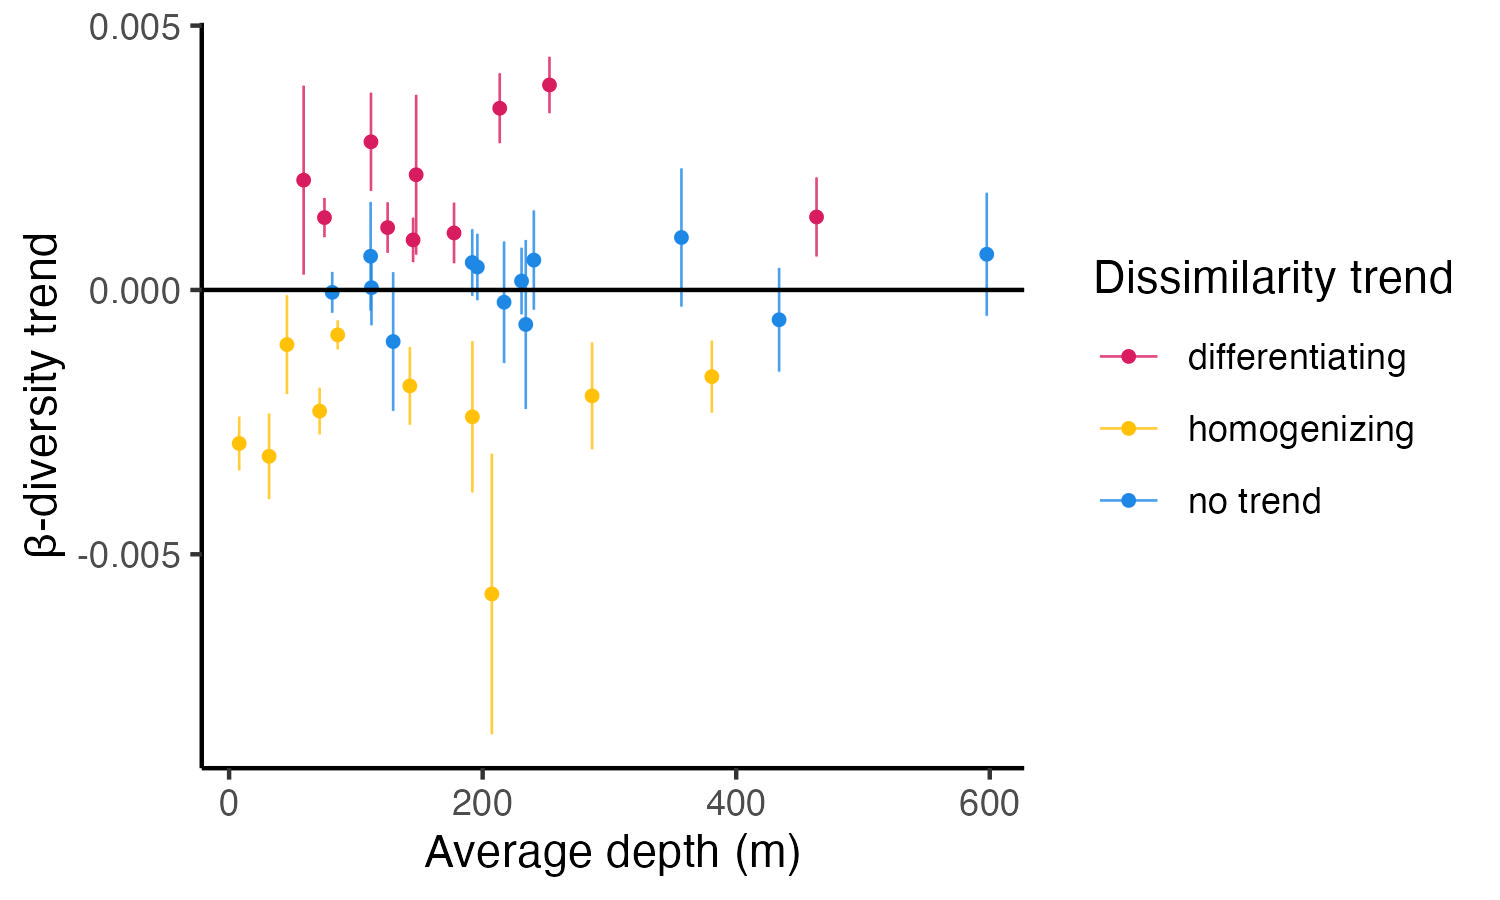 0.005
0.000
-0.005
β-diversity trend
0 200 400 600
Average depth (m)
Dissimilarity trend
differentiating
homogenizing
no trend